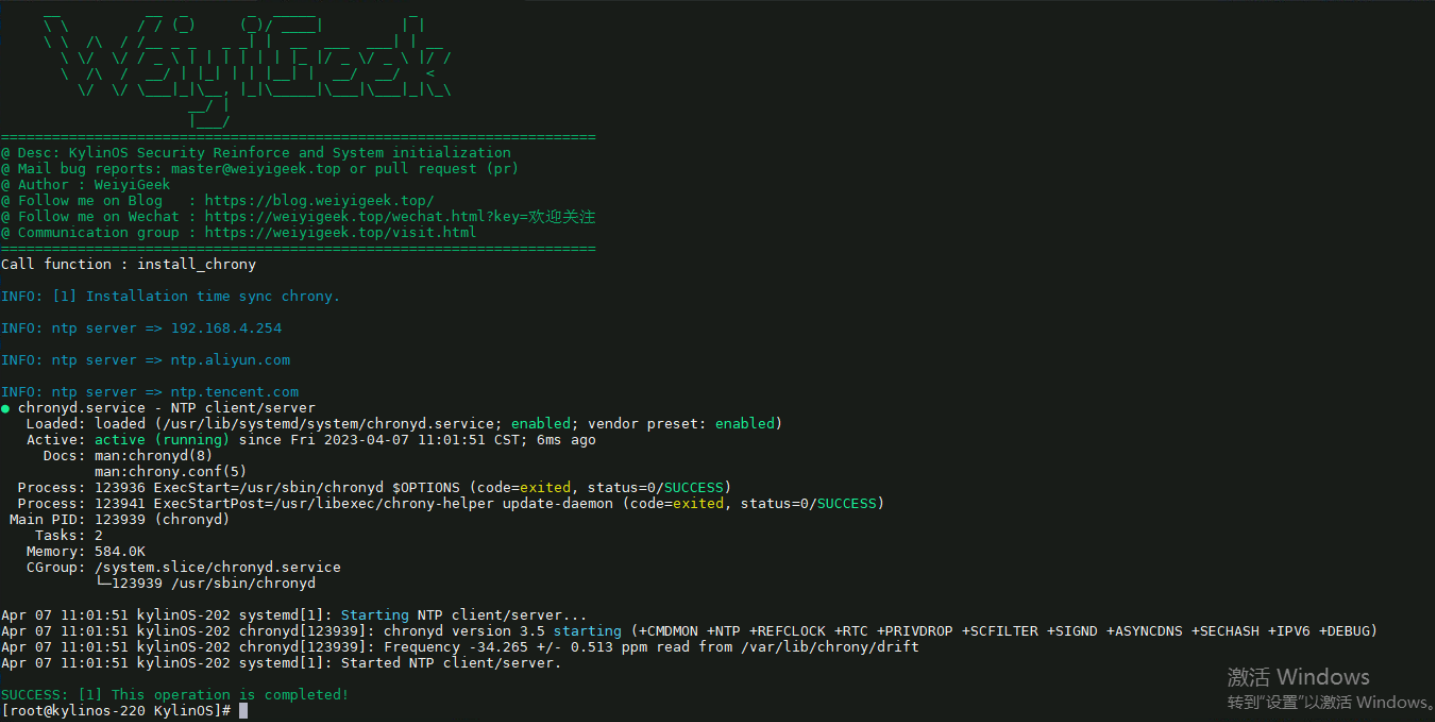 WeiyiGeek
=====================================================================
@ Desc: KylinOS Security Reinforce and System initialization
@ Mail bug reports: master@weiyigeek.top or pull request (pr)
@ Author : WeiyiGeek
@ Follow me on Blog   : https://blog.weiyigeek.top/
@ Follow me on Wechat : https://weiyigeek.top/wechat.html?key=欢迎关注
@ Communication group : https://weiyigeek.top/visit.html
=====================================================================
Call function : install_chrony
INFO: [1] Installation time sync chrony.
INFO: ntp server => 192.168.4.254
INFO: ntp server => ntp.aliyun.com
INFO: ntp server => ntp.tencent.com
● chronyd.service - NTP client/server
Loaded: loaded (/usr/lib/systemd/system/chronyd.service; enabled; vendor preset: enabled)
Active: active (running) since Fri 2023-04-07 11:01:51 CST; 6ms ago
Docs: man:chronyd(8)
man:chrony.conf(5)
Process: 123936 ExecStart=/usr/sbin/chronyd $OPTIONS (code=exited, status=0/SUCCESS)
Process: 123941 ExecStartPost=/usr/libexec/chrony-helper update-daemon (code=exited, status=0/SUCCESS)
Main PID: 123939 (chronyd)
Tasks: 2
Memory: 584.0K
CGroup: /system.slice/chronyd.service
└─123939 /usr/sbin/chronyd
Apr 07 11:01:51 kylinOS-202 systemd[1]: Starting NTP client/server...
Apr 07 11:01:51 kylinOS-202 chronyd[123939]: chronyd version 3.5 starting (+CMDMON +NTP +REFCLOCK +RTC +PRIVDROP +SCFILTER +SIGND +ASYNCDNS +SECHASH +IPV6 +DEBUG)
Apr 07 11:01:51 kylinOS-202 chronyd[123939]: Frequency -34.265 +/- 0.513 ppm read from /var/lib/chrony/drift
Apr 07 11:01:51 kylinOS-202 systemd[1]: Started NTP client/server.
SUCCESS: [1] This operation is completed!
[root@kylinos-220 KylinOS]#
激活 Windows
转到“设置”以激活 Windows。